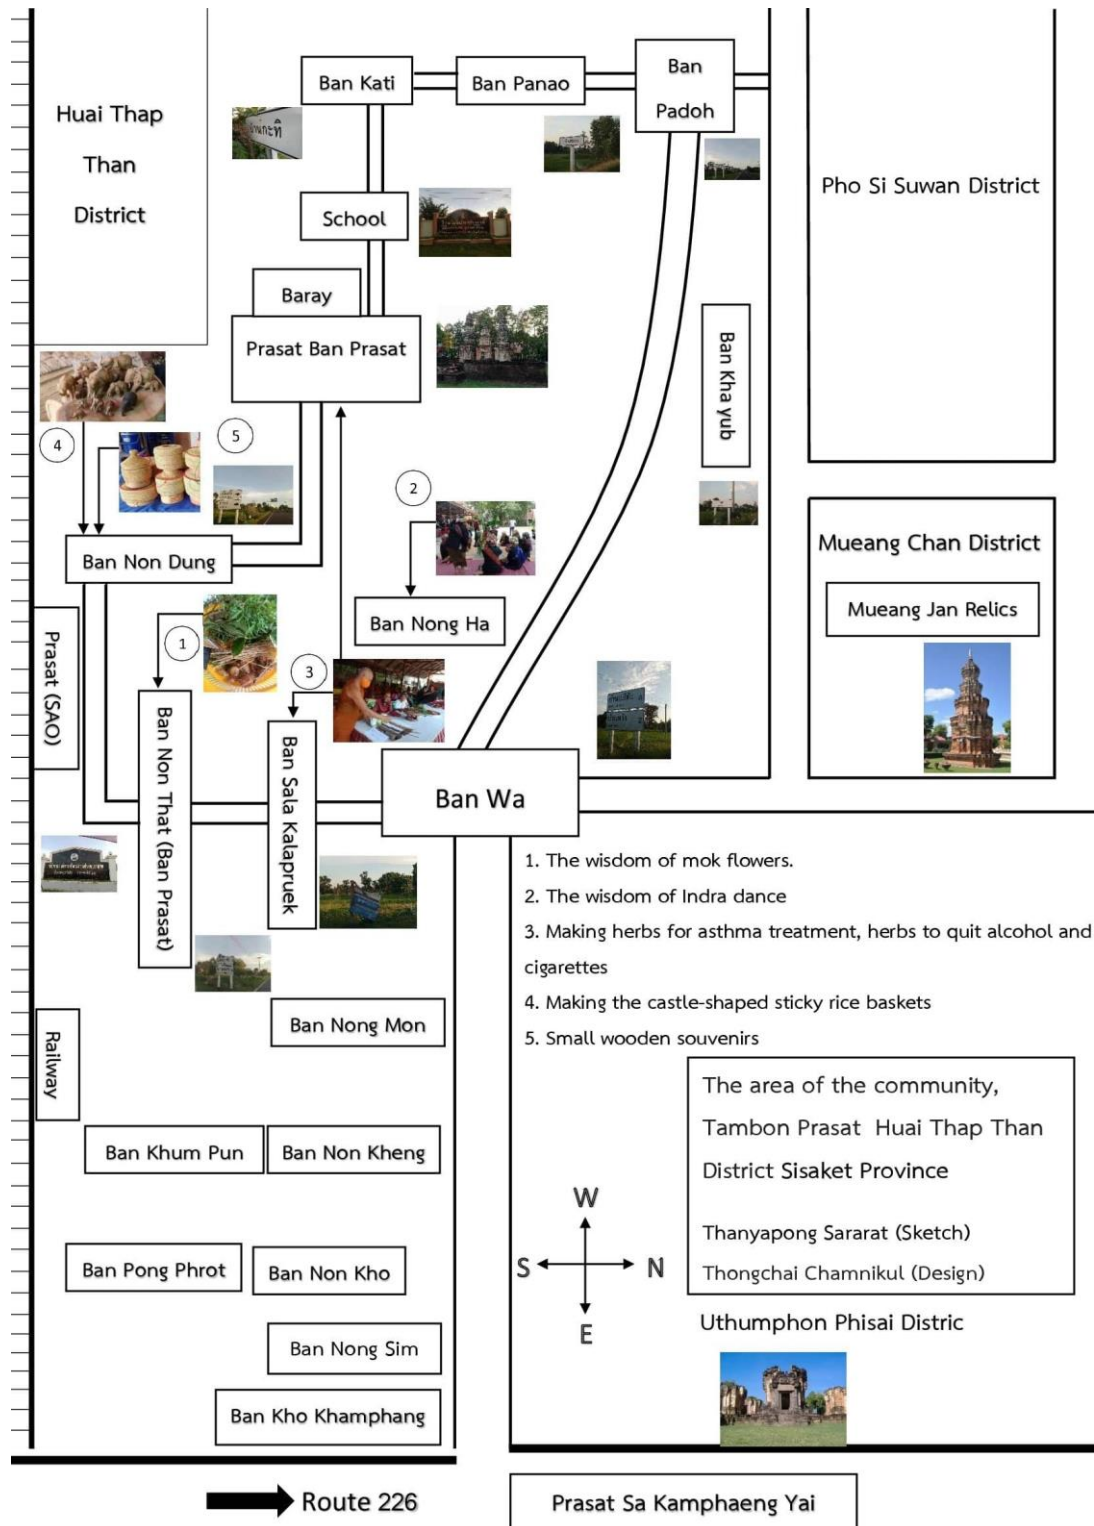 Ban Kati
Ban Panao
Ban
Padoh
Huai Thap
Than
District
Pho Si Suwan District
School
Baray
Prasat Ban Prasat
Ban Kha yub
4
5
2
Ban Non Dung
Mueang Chan District
Mueang Jan Relics
Ban Nong Ha
Prasat (SAO)
1
3
Ban Non That (Ban Prasat)
Ban Sala Kalapruek
Ban Wa
1. The wisdom of mok flowers.
2. The wisdom of Indra dance
3. Making herbs for asthma treatment, herbs to quit alcohol and
cigarettes
4. Making the castle-shaped sticky rice baskets
5. Small wooden souvenirs
Ban Nong Mon
Railway
Ban Khum Pun
Ban Non Kheng
The area of the community,
Tambon Prasat Huai Thap Than
District Sisaket Province
Thanyapong Sararat (Sketch)
Thongchai Chamnikul (Design)
W
S
N
E
Ban Pong Phrot
Ban Non Kho
Uthumphon Phisai Distric
Ban Nong Sim
Ban Kho Khamphang
Route 226
Prasat Sa Kamphaeng Yai